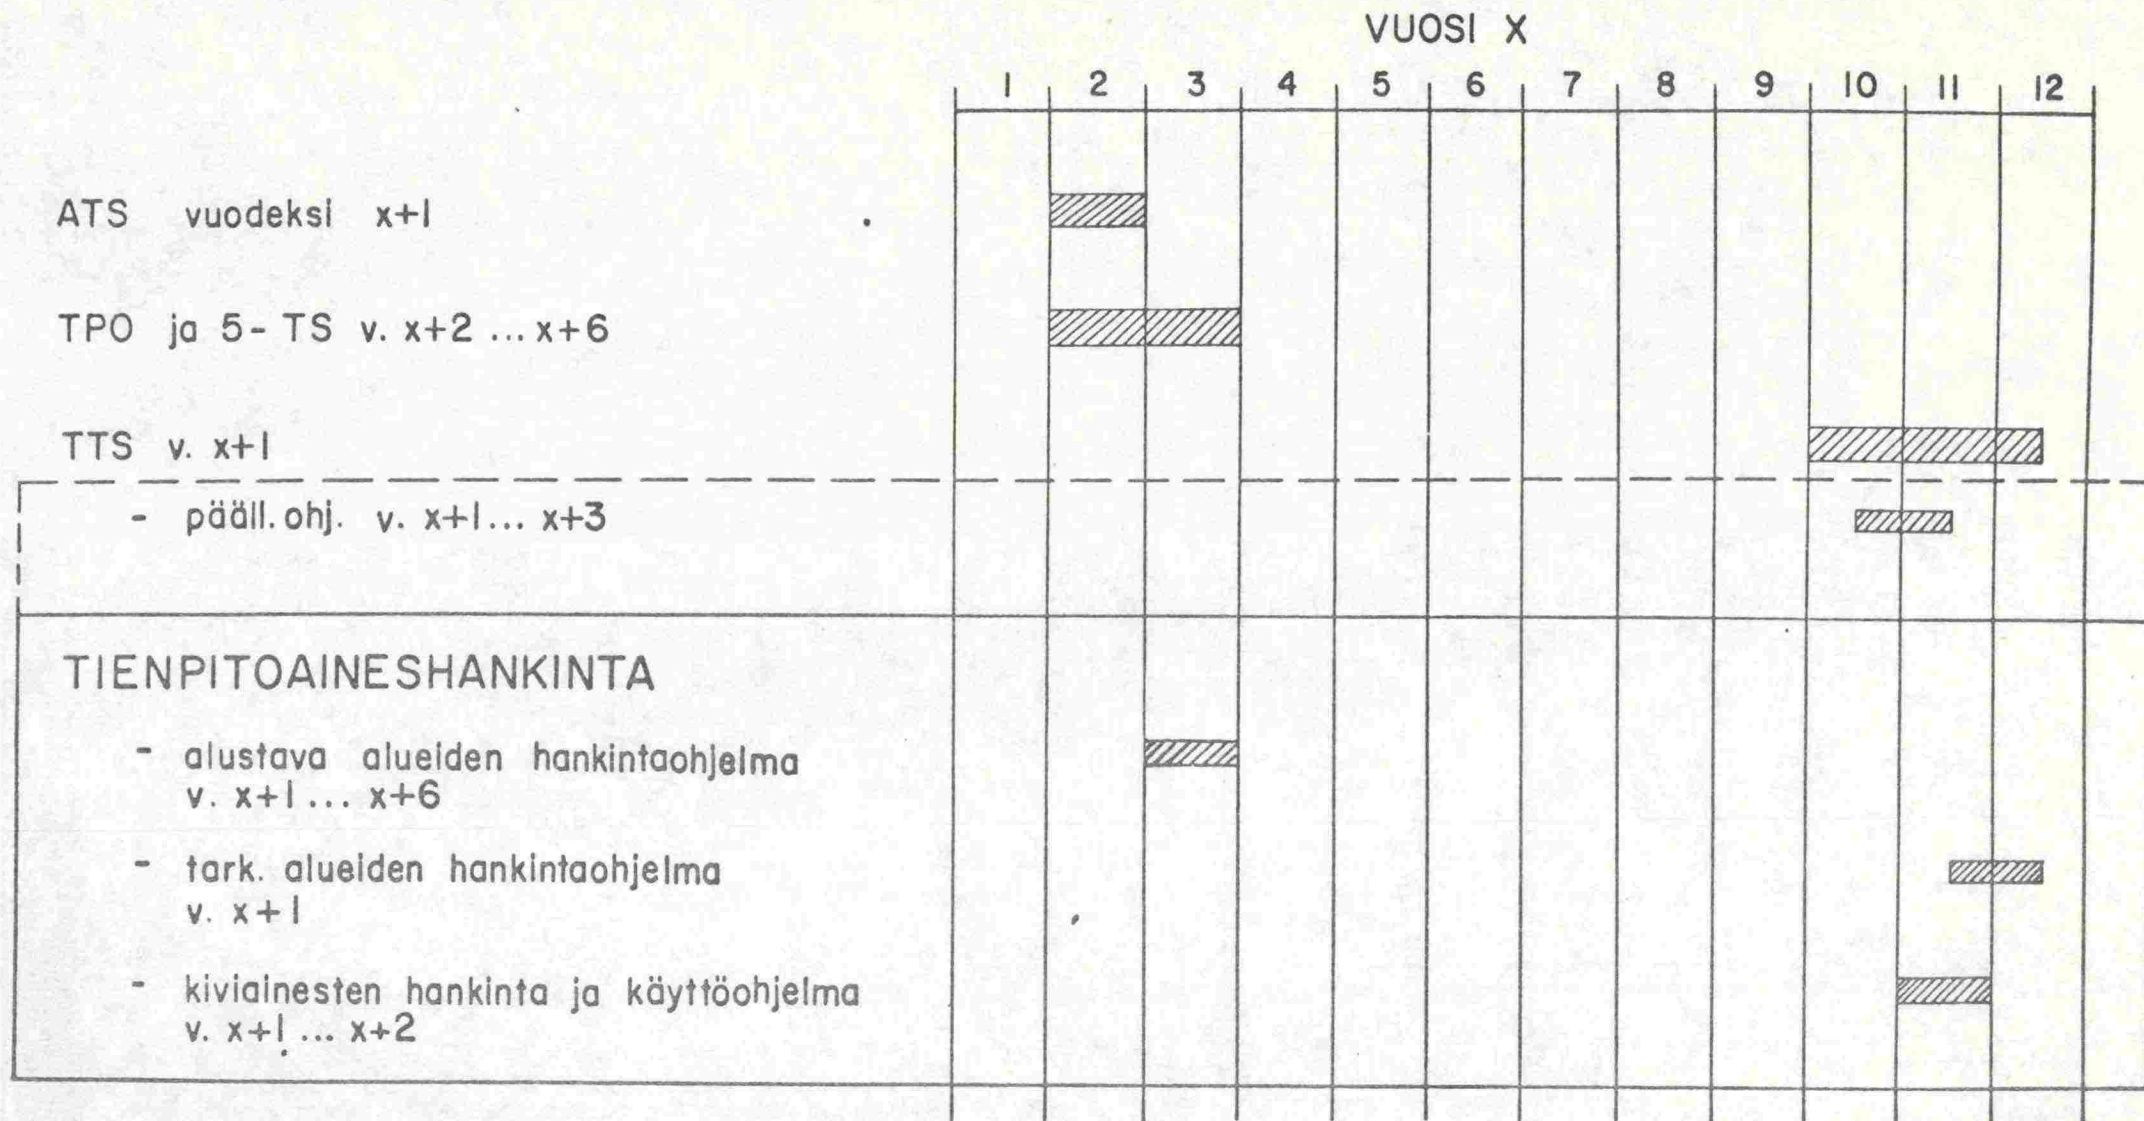 VUOSI X
1 2 3 4 5 6 7 8 9 10 11 12
ATS vuodeksi x+1
TPO ja 5-TS v. x+2 ... x+6
TTS v. x+1
- pääll. ohj. v. x+1... x+3
TIENPITOAINESHANKINTA
- alustava alueiden hankintaohjelma
v. x+1 ... x+6
- tark. alueiden hankintaohjelma
v. x+1
- kiviainesten hankinta ja käyttöohjelma
v. x+1 ... x+2